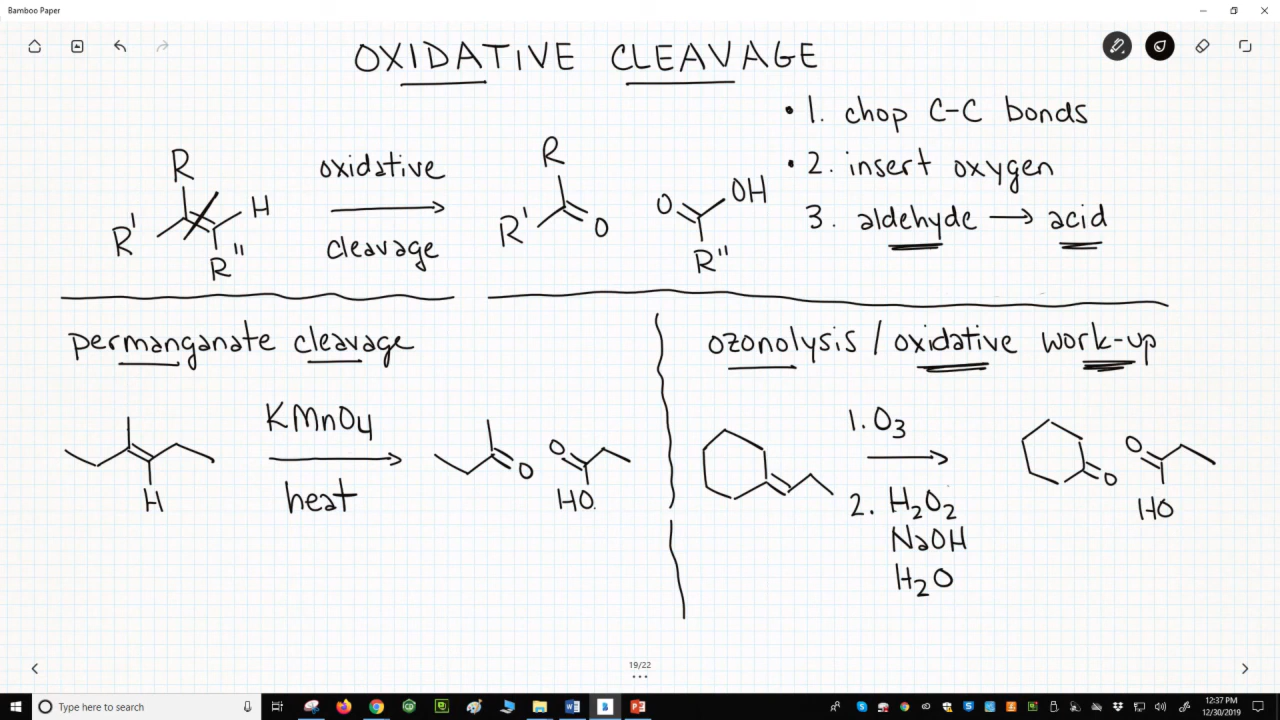 Bamboo Paper
OXIDATIVE CLEAVAGE
• 1. chop C-C bonds
• 2. insert oxygen
3. aldehyde → acid
R
R'
H
R"
oxidative
cleavage
R
R'
O
O
OH
R"
permanganate cleavage
H
KMnO4
heat
O
O
HO
ozonolysis / oxidative work-up
1. O3
2. H2O2
NaOH
H2O
O
O
HO
19/22
Type here to search
12:37 PM
12/30/2019